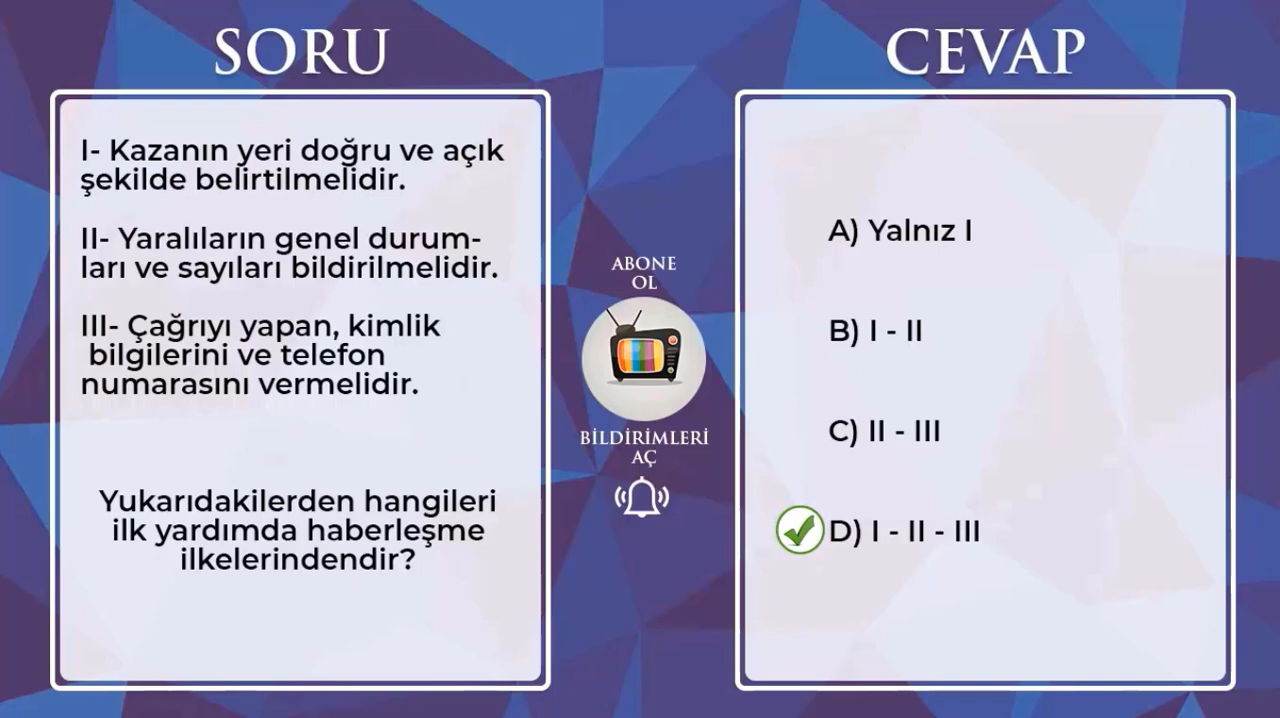 SORU
I- Kazanın yeri doğru ve açık
şekilde belirtilmelidir.
II- Yaralıların genel durum-
ları ve sayıları bildirilmelidir.
III- Çağrıyı yapan, kimlik
bilgilerini ve telefon
numarasını vermelidir.
Yukarıdakilerden hangileri
ilk yardımda haberleşme
ilkelerindendir?
ABONE
OL
BİLDİRİMLERİ
AÇ
CEVAP
A) Yalnız I
B) I - II
C) II - III
D) I - II - III